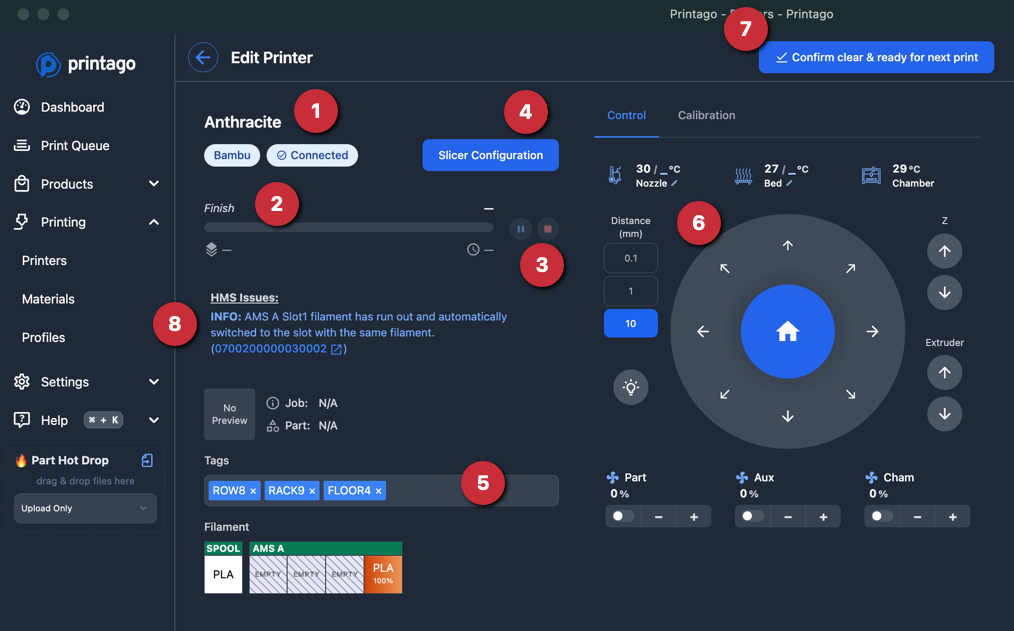 Printago - Printers - Printago
7
printago
Edit Printer
Confirm clear & ready for next print
Dashboard
Print Queue
Products
Printing
Printers
Materials
Profiles
Settings
Help
⌘ + K
🔥 Part Hot Drop
drag & drop files here
Upload Only
Anthracite
1
Bambu
Connected
4
Slicer Configuration
Finish
2
—
—
—
3
8
HMS Issues:
INFO: AMS A Slot1 filament has run out and automatically
switched to the slot with the same filament.
(0700200000030002)
No
Preview
Job: N/A
Part: N/A
Tags
ROW8 × RACK9 × FLOOR4 ×
5
Filament
SPOOL
PLA
AMS A
EMPTY EMPTY EMPTY PLA
100%
Control
Calibration
30 / _ °C
Nozzle
27 / _ °C
Bed
29 °C
Chamber
Distance
(mm)
0.1
1
10
6
Z
Extruder
Part
0 %
− +
Aux
0 %
− +
Cham
0 %
− +